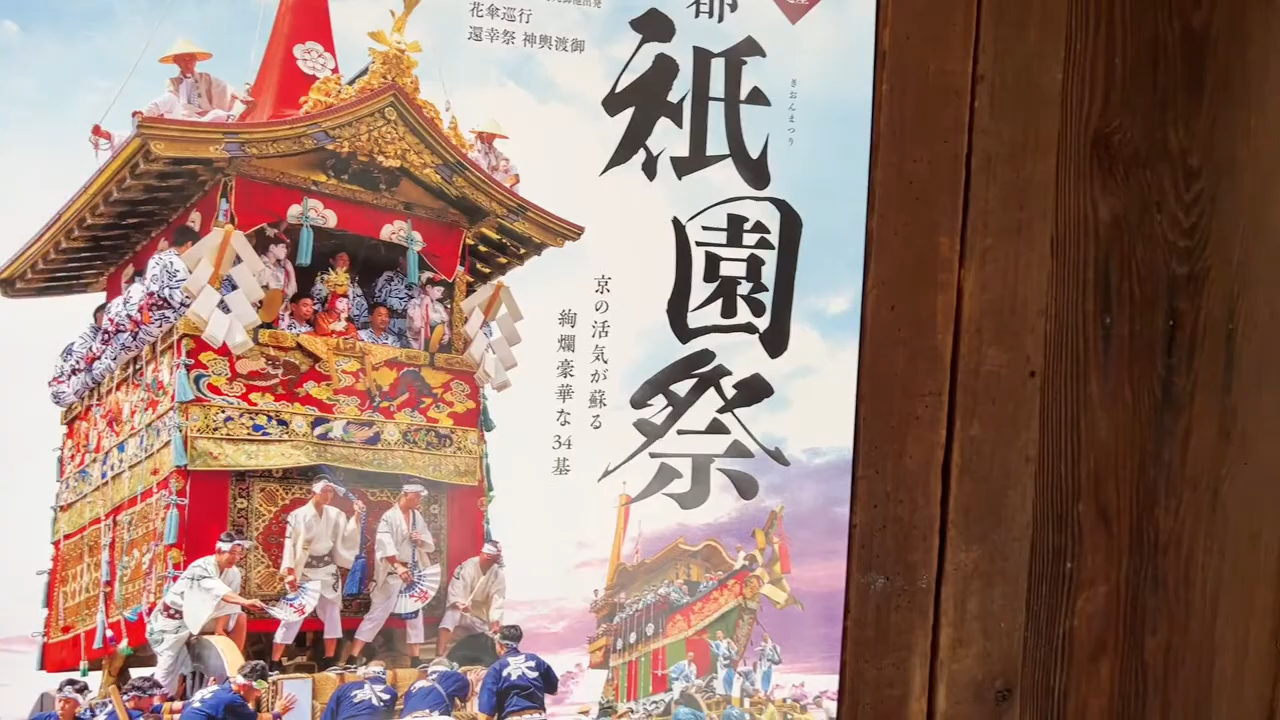 花傘巡行
還幸祭 神輿渡御
都
祇園祭
ぎおんまつり
京の活気が蘇る
絢爛豪華な34基